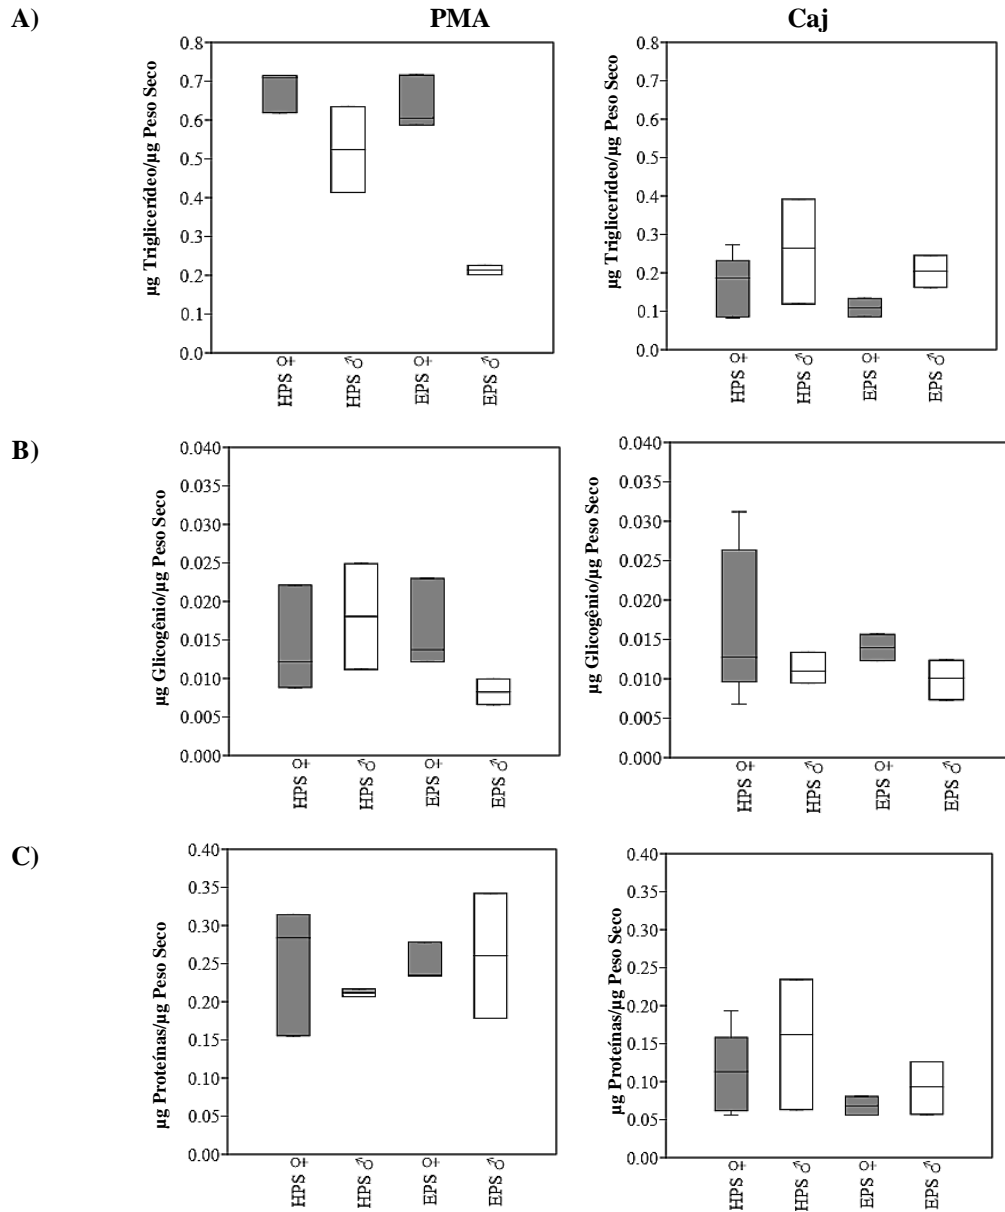 A)
PMA
Caj
µg Triglicerídeo/µg Peso Seco
0.8
0.7
0.6
0.5
0.4
0.3
0.2
0.1
0.0
HPS ♀
HPS ♂
EPS ♀
EPS ♂
µg Triglicerídeo/µg Peso Seco
0.8
0.7
0.6
0.5
0.4
0.3
0.2
0.1
0.0
HPS ♀
HPS ♂
EPS ♀
EPS ♂
B)
µg Glicogênio/µg Peso Seco
0.040
0.035
0.030
0.025
0.020
0.015
0.010
0.005
0.000
HPS ♀
HPS ♂
EPS ♀
EPS ♂
µg Glicogênio/µg Peso Seco
0.040
0.035
0.030
0.025
0.020
0.015
0.010
0.005
0.000
HPS ♀
HPS ♂
EPS ♀
EPS ♂
C)
µg Proteínas/µg Peso Seco
0.40
0.35
0.30
0.25
0.20
0.15
0.10
0.05
0.00
HPS ♀
HPS ♂
EPS ♀
EPS ♂
µg Proteínas/µg Peso Seco
0.40
0.35
0.30
0.25
0.20
0.15
0.10
0.05
0.00
HPS ♀
HPS ♂
EPS ♀
EPS ♂